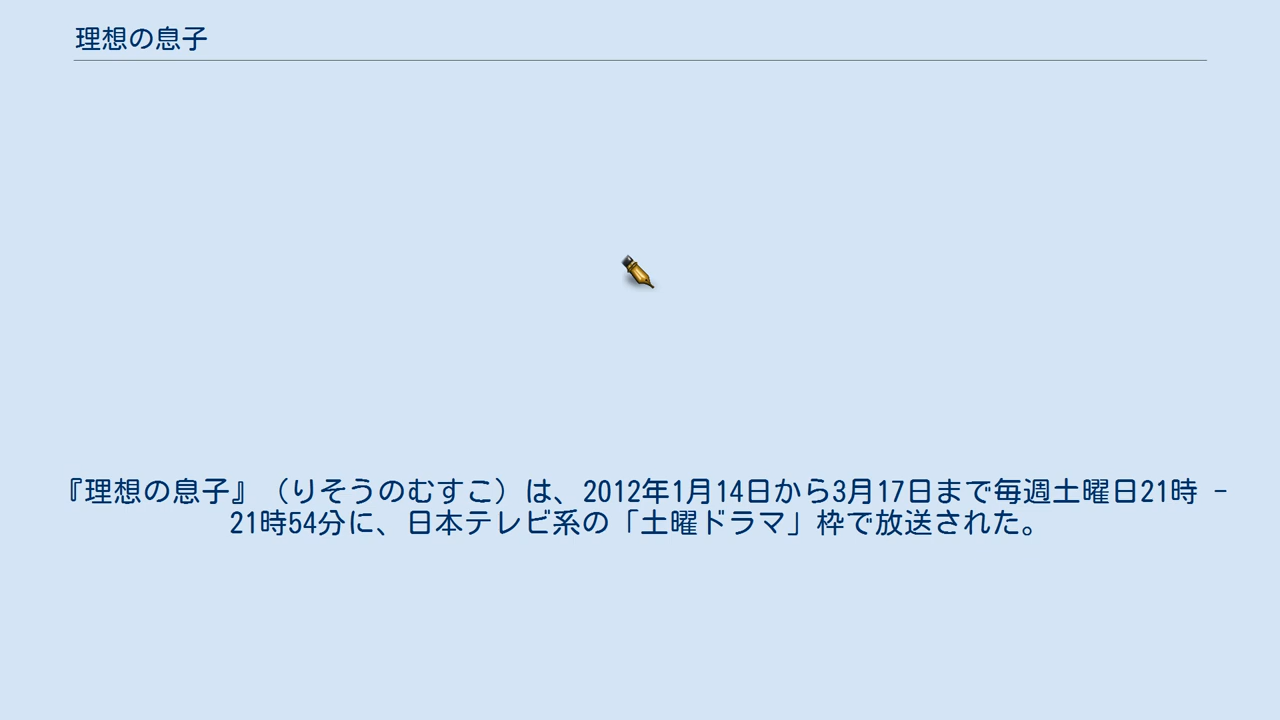 理想の息子
『理想の息子』（りそうのむすこ）は、2012年1月14日から3月17日まで毎週土曜日21時 -
21時54分に、日本テレビ系の「土曜ドラマ」枠で放送された。